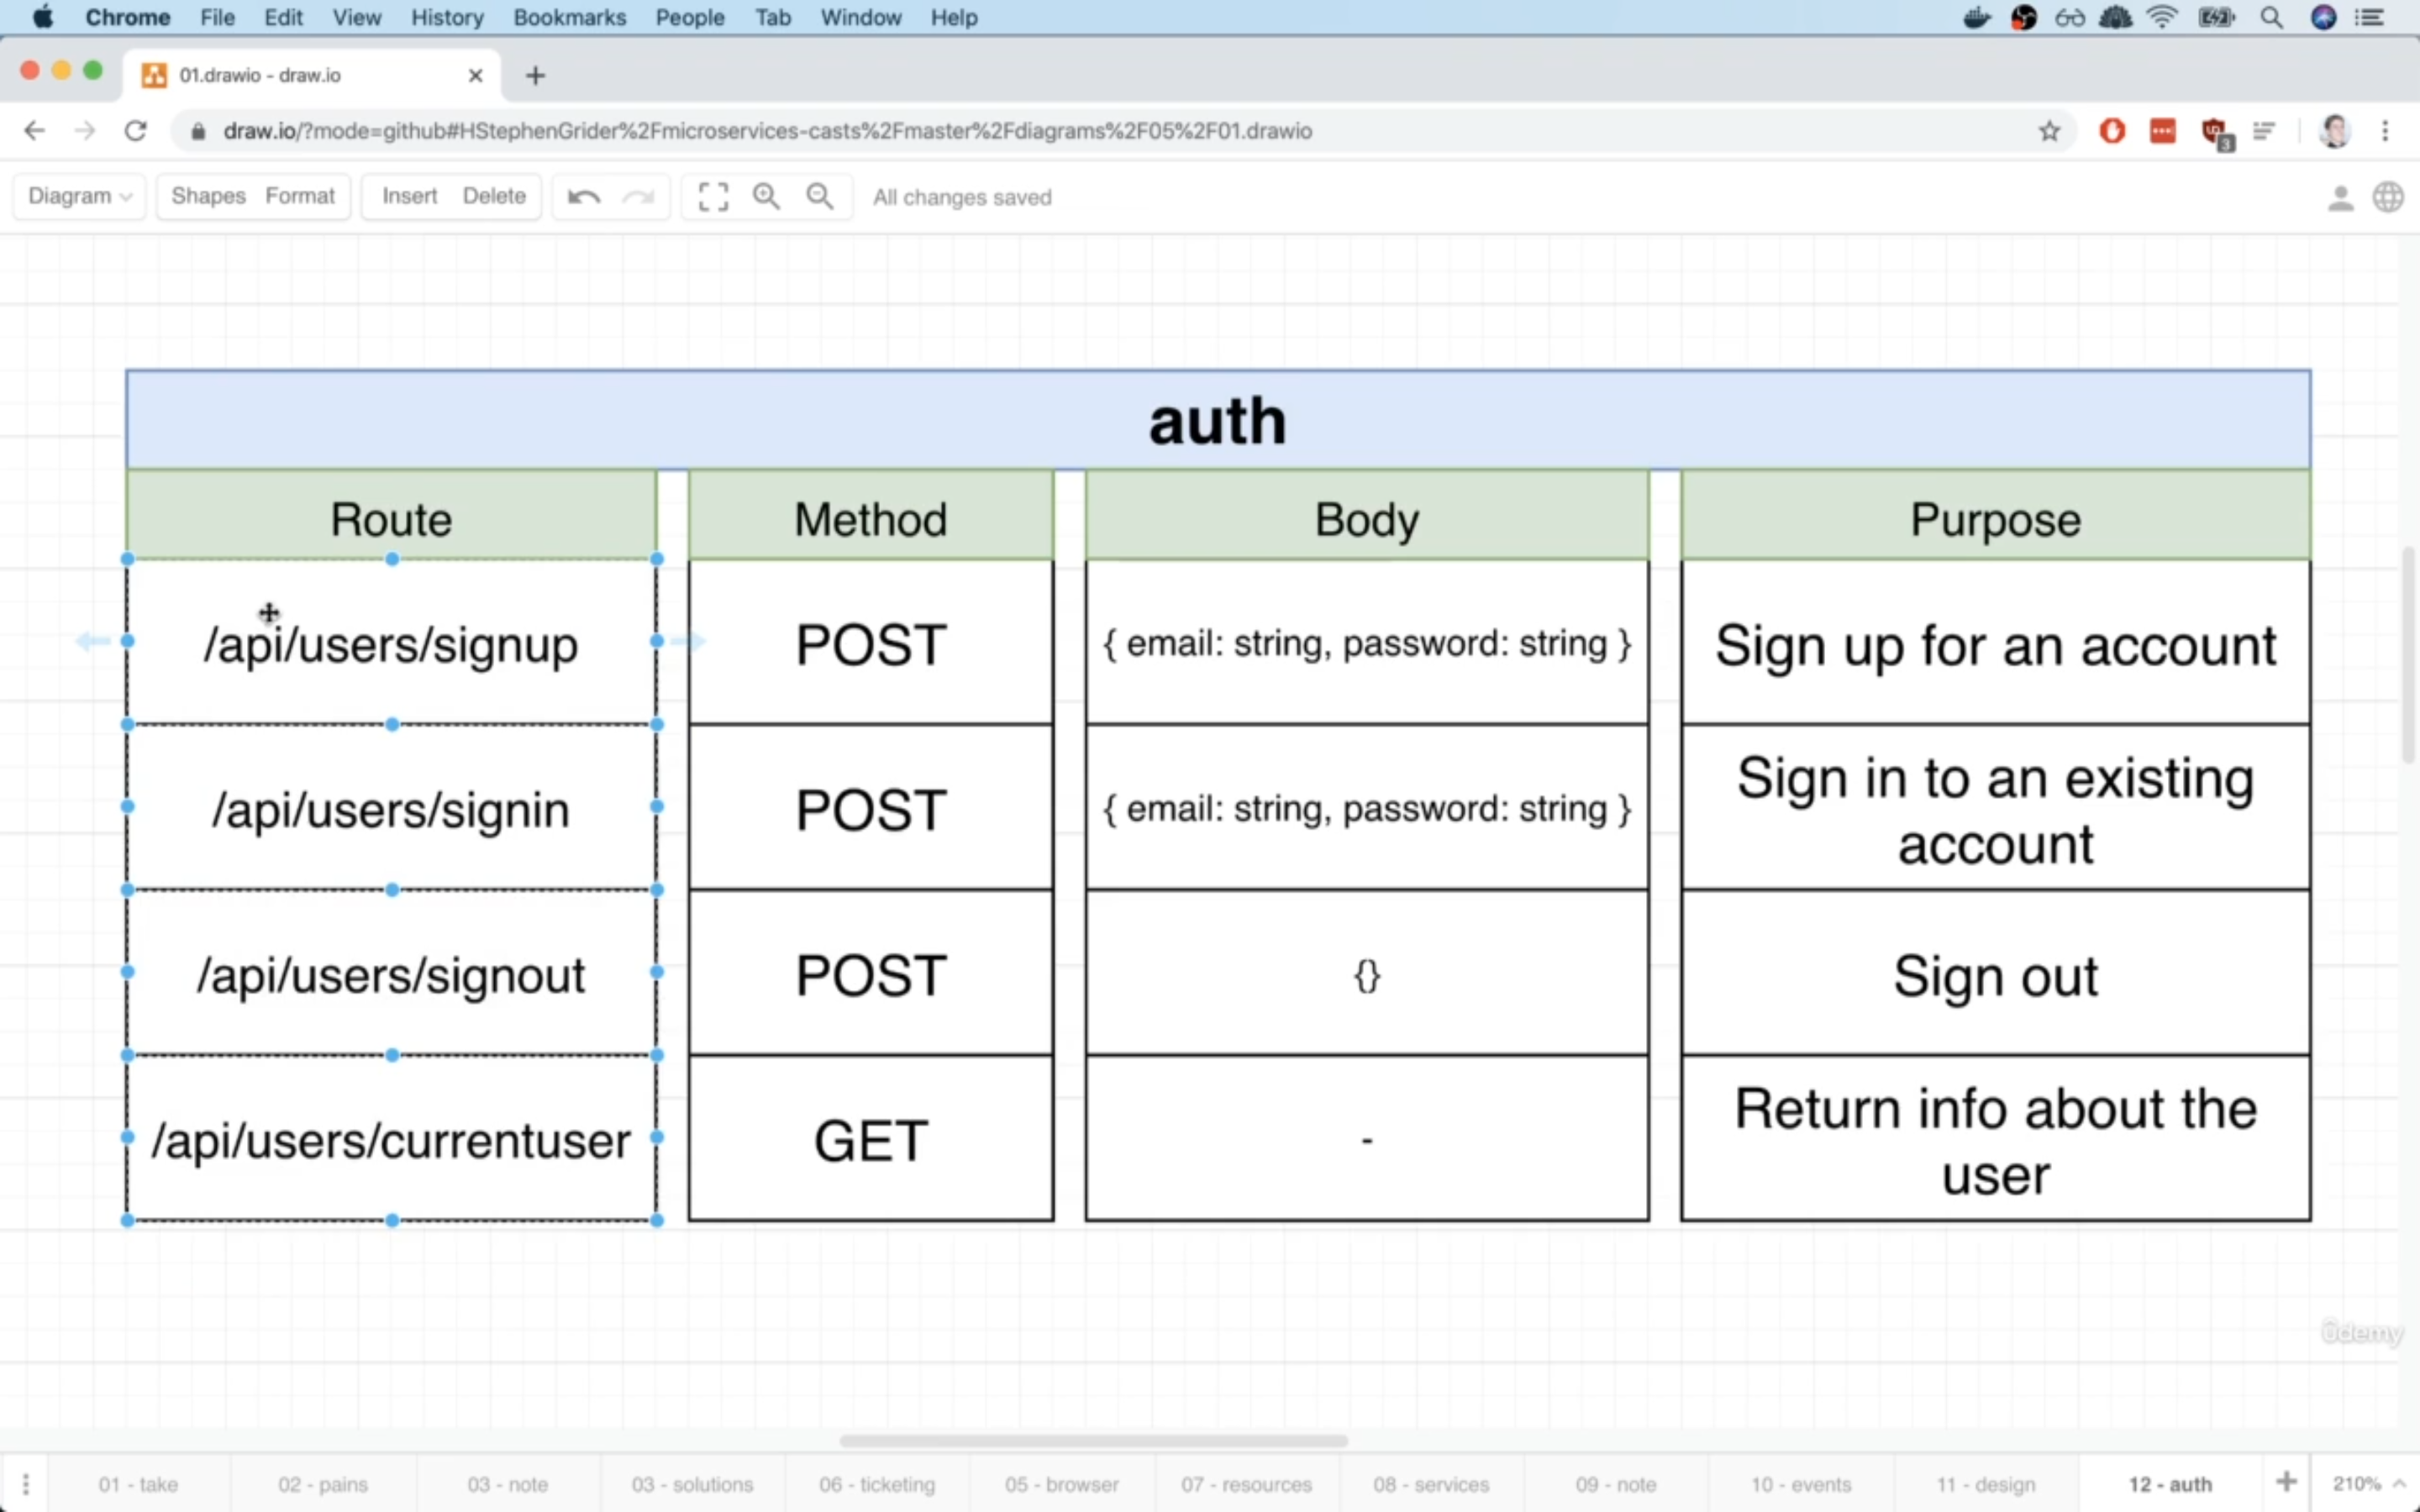 Chrome File Edit View History Bookmarks People Tab Window Help
01.drawio - draw.io
draw.io/?mode=github#HStephenGrider%2Fmicroservices-casts%2Fmaster%2Fdiagrams%2F05%2F01.drawio
3
Diagram Shapes Format Insert Delete All changes saved
auth
Route Method Body Purpose
/api/users/signup POST { email: string, password: string } Sign up for an account
/api/users/signin POST { email: string, password: string } Sign in to an existing
account
/api/users/signout POST {} Sign out
/api/users/currentuser GET - Return info about the
user
ûdemy
01 - take 02 - pains 03 - note 03 - solutions 06 - ticketing 05 - browser 07 - resources 08 - services 09 - note 10 - events 11 - design 12 - auth 210%